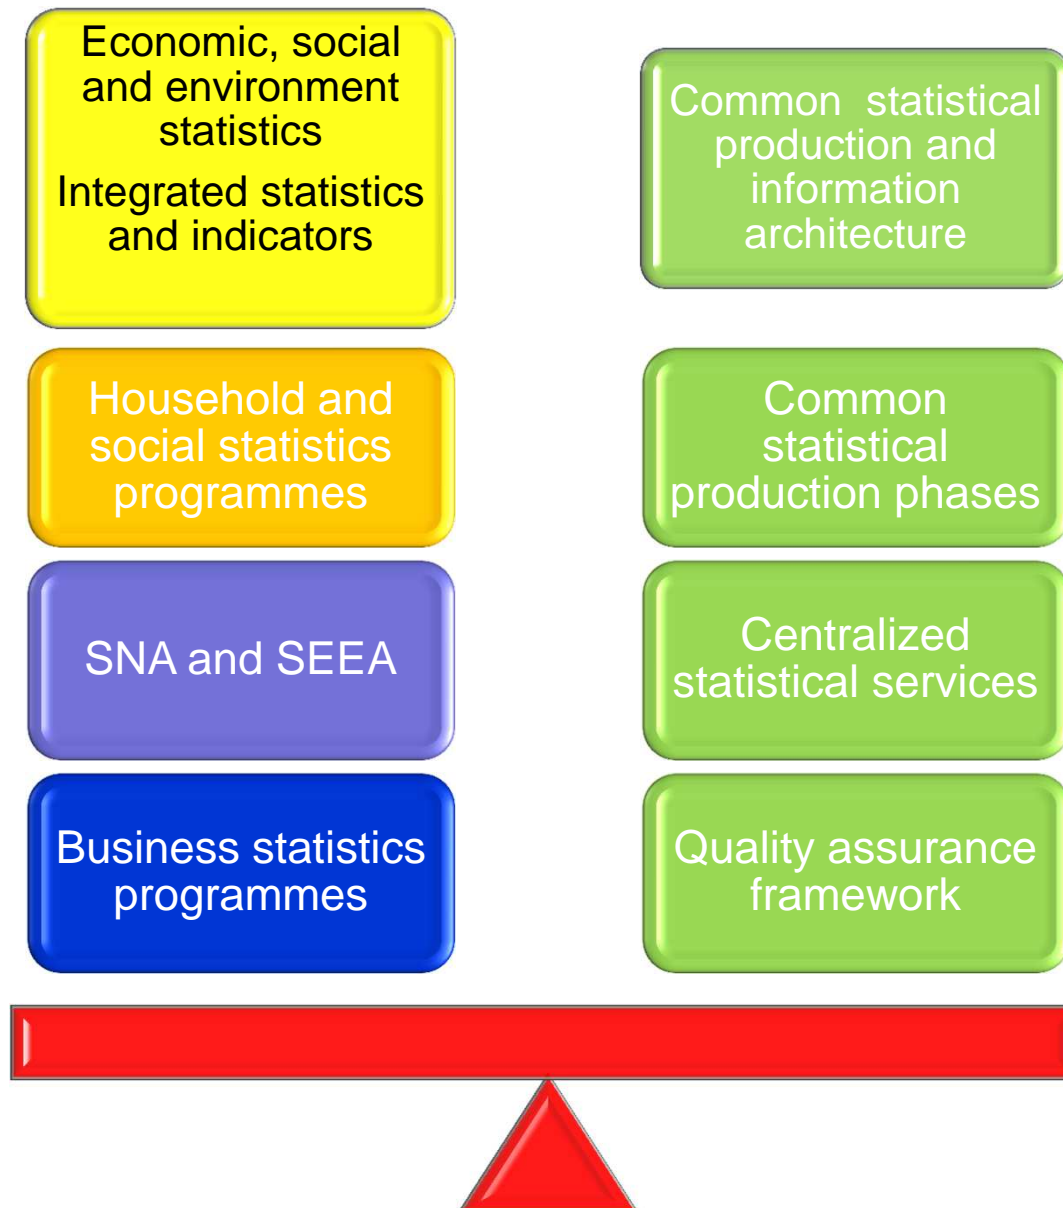 Economic, social
and environment
statistics
Integrated statistics
and indicators
Household and
social statistics
programmes
SNA and SEEA
Business statistics
programmes
Common statistical
production and
information
architecture
Common
statistical
production phases
Centralized
statistical services
Quality assurance
framework